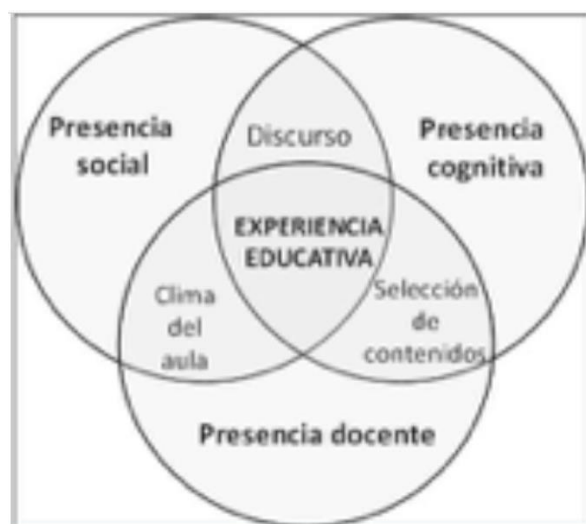 Presencia
social
Discurso
Presencia
cognitiva
EXPERIENCIA
EDUCATIVA
Clima
del
aula
Selección
de
contenidos
Presencia docente